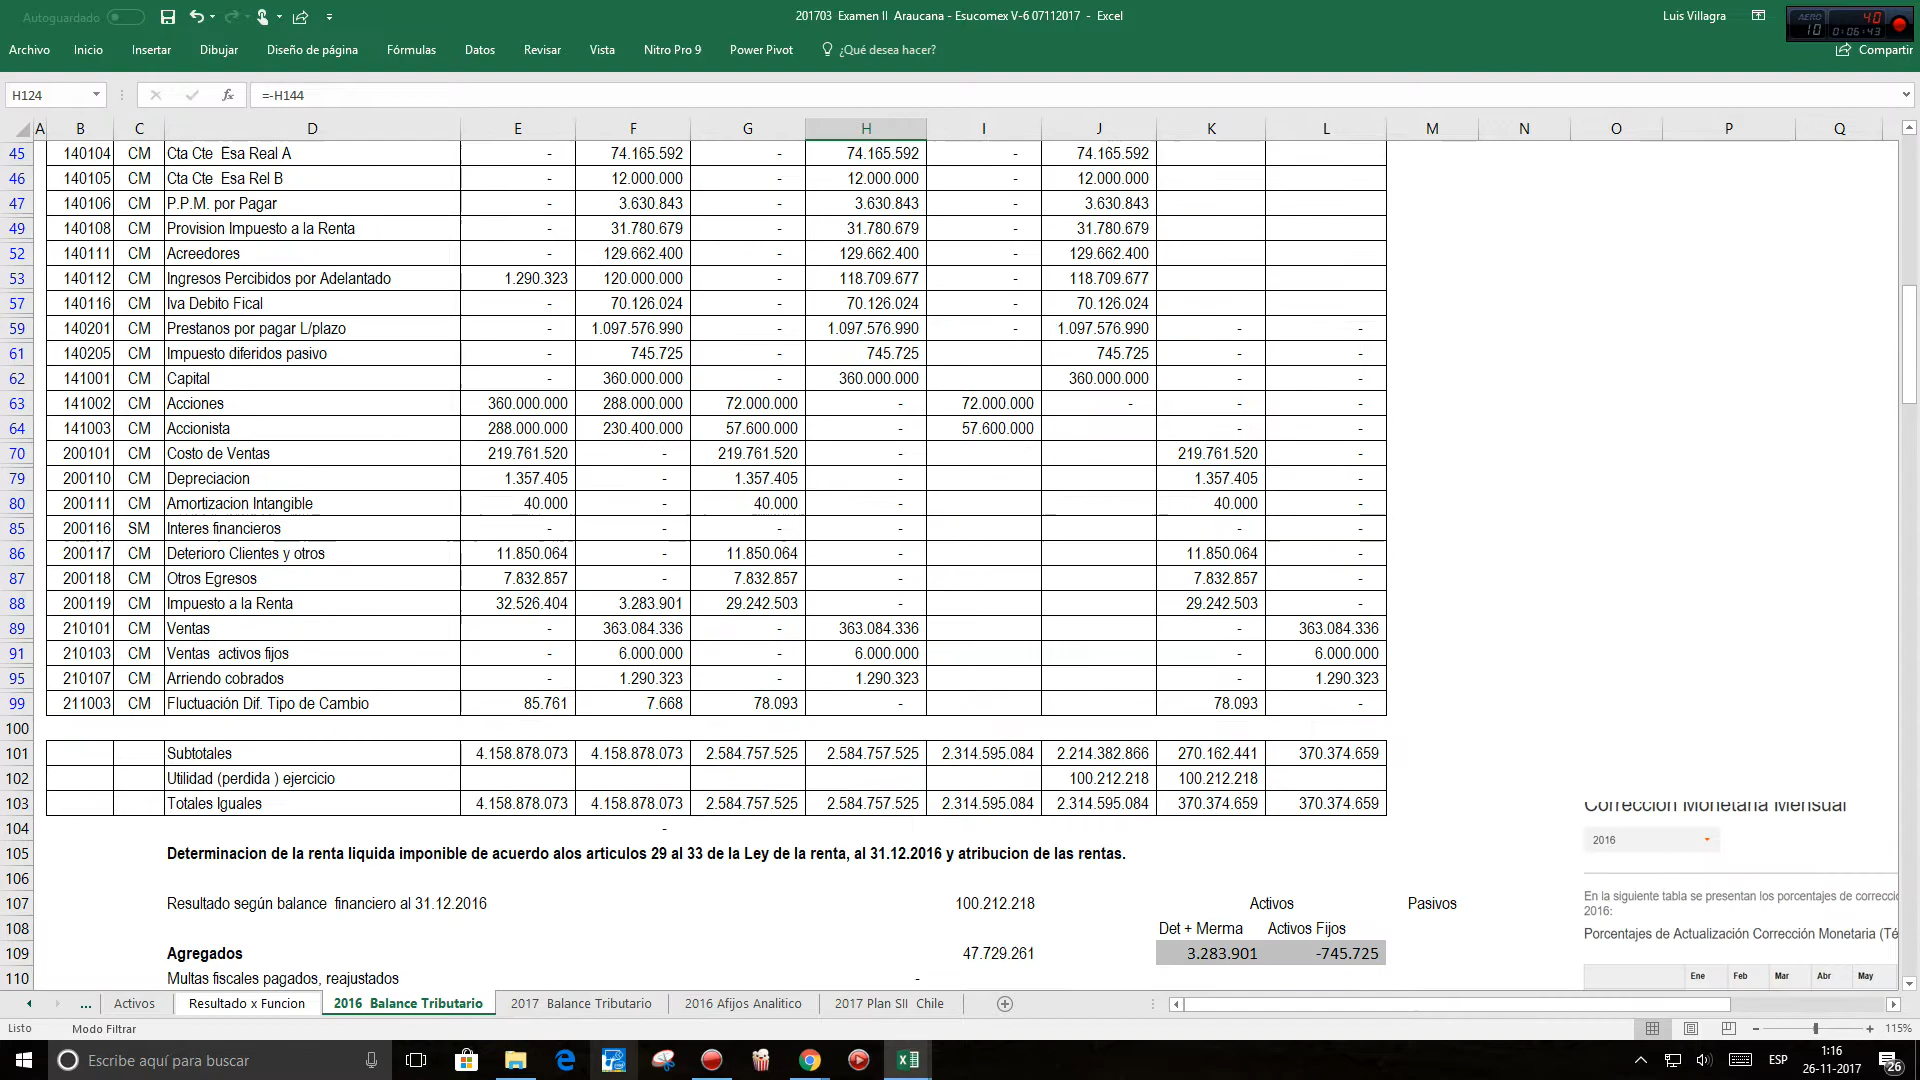 Autoguardado
201703 Examen II Araucana - Esucomex V-6 07112017 - Excel
Luis Villagra
AERO 10 40 0:06:43
Archivo Inicio Insertar Dibujar Diseño de página Fórmulas Datos Revisar Vista Nitro Pro 9 Power Pivot ¿Qué desea hacer? Compartir
H124 fx =-H144
A B C D E F G H I J K L M N O P Q
45 140104 CM Cta Cte Esa Real A - 74.165.592 - 74.165.592 - 74.165.592
46 140105 CM Cta Cte Esa Rel B - 12.000.000 - 12.000.000 - 12.000.000
47 140106 CM P.P.M. por Pagar - 3.630.843 - 3.630.843 - 3.630.843
49 140108 CM Provision Impuesto a la Renta - 31.780.679 - 31.780.679 - 31.780.679
52 140111 CM Acreedores - 129.662.400 - 129.662.400 - 129.662.400
53 140112 CM Ingresos Percibidos por Adelantado 1.290.323 120.000.000 - 118.709.677 - 118.709.677
57 140116 CM Iva Debito Fical - 70.126.024 - 70.126.024 - 70.126.024
59 140201 CM Prestanos por pagar L/plazo - 1.097.576.990 - 1.097.576.990 - 1.097.576.990 - -
61 140205 CM Impuesto diferidos pasivo - 745.725 - 745.725 745.725 - -
62 141001 CM Capital - 360.000.000 - 360.000.000 360.000.000 - -
63 141002 CM Acciones 360.000.000 288.000.000 72.000.000 - 72.000.000 - - -
64 141003 CM Accionista 288.000.000 230.400.000 57.600.000 - 57.600.000 - -
70 200101 CM Costo de Ventas 219.761.520 - 219.761.520 - 219.761.520 -
79 200110 CM Depreciacion 1.357.405 - 1.357.405 - 1.357.405 -
80 200111 CM Amortizacion Intangible 40.000 - 40.000 - 40.000 -
85 200116 SM Interes financieros - - - - - -
86 200117 CM Deterioro Clientes y otros 11.850.064 - 11.850.064 - 11.850.064 -
87 200118 CM Otros Egresos 7.832.857 - 7.832.857 - 7.832.857 -
88 200119 CM Impuesto a la Renta 32.526.404 3.283.901 29.242.503 - 29.242.503 -
89 210101 CM Ventas - 363.084.336 - 363.084.336 - 363.084.336
91 210103 CM Ventas activos fijos - 6.000.000 - 6.000.000 - 6.000.000
95 210107 CM Arriendo cobrados - 1.290.323 - 1.290.323 - 1.290.323
99 211003 CM Fluctuación Dif. Tipo de Cambio 85.761 7.668 78.093 - 78.093 -
100
101 Subtotales 4.158.878.073 4.158.878.073 2.584.757.525 2.584.757.525 2.314.595.084 2.214.382.866 270.162.441 370.374.659
102 Utilidad (perdida ) ejercicio 100.212.218 100.212.218
103 Totales Iguales 4.158.878.073 4.158.878.073 2.584.757.525 2.584.757.525 2.314.595.084 2.314.595.084 370.374.659 370.374.659
Corrección Monetaria Mensual
104 -
2016
105 Determinacion de la renta liquida imponible de acuerdo alos articulos 29 al 33 de la Ley de la renta, al 31.12.2016 y atribucion de las rentas.
106
107 Resultado según balance financiero al 31.12.2016 100.212.218 Activos Pasivos
En la siguiente tabla se presentan los porcentajes de correcció
2016:
108 Det + Merma Activos Fijos
Porcentajes de Actualización Corrección Monetaria (Té
109 Agregados 47.729.261 3.283.901 -745.725
110 Multas fiscales pagados, reajustados -
Ene Feb Mar Abr May
... Activos Resultado x Funcion 2016 Balance Tributario 2017 Balance Tributario 2016 Afijos Analitico 2017 Plan SII Chile
Listo Modo Filtrar 115%
Escribe aquí para buscar
ESP
1:16
26-11-2017
26